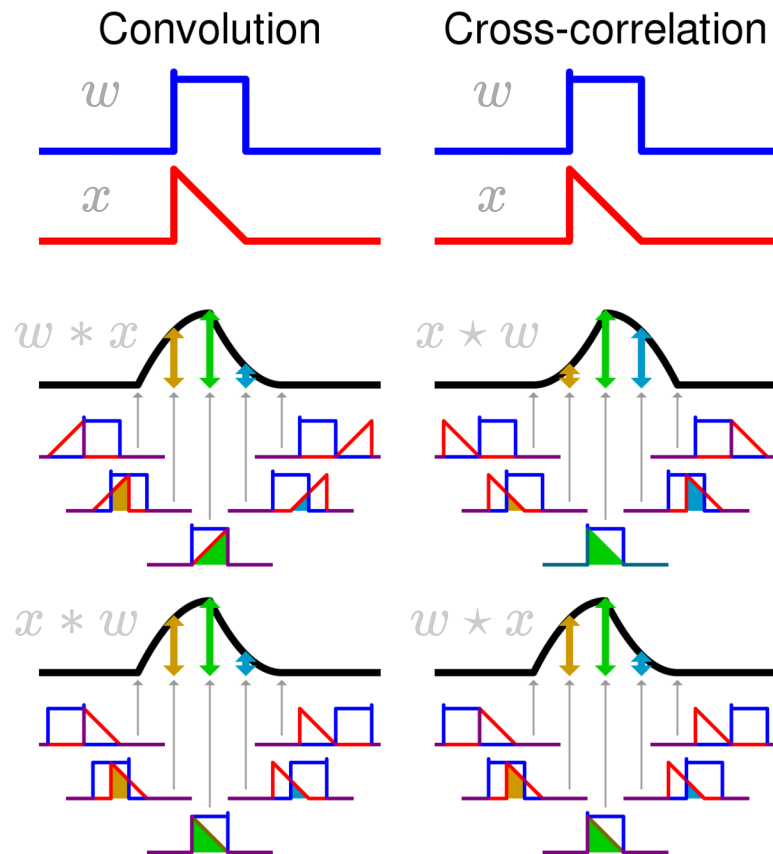 Convolution Cross-correlation
w w
x x
w ∗ x x ⋆ w
x ∗ w w ⋆ x